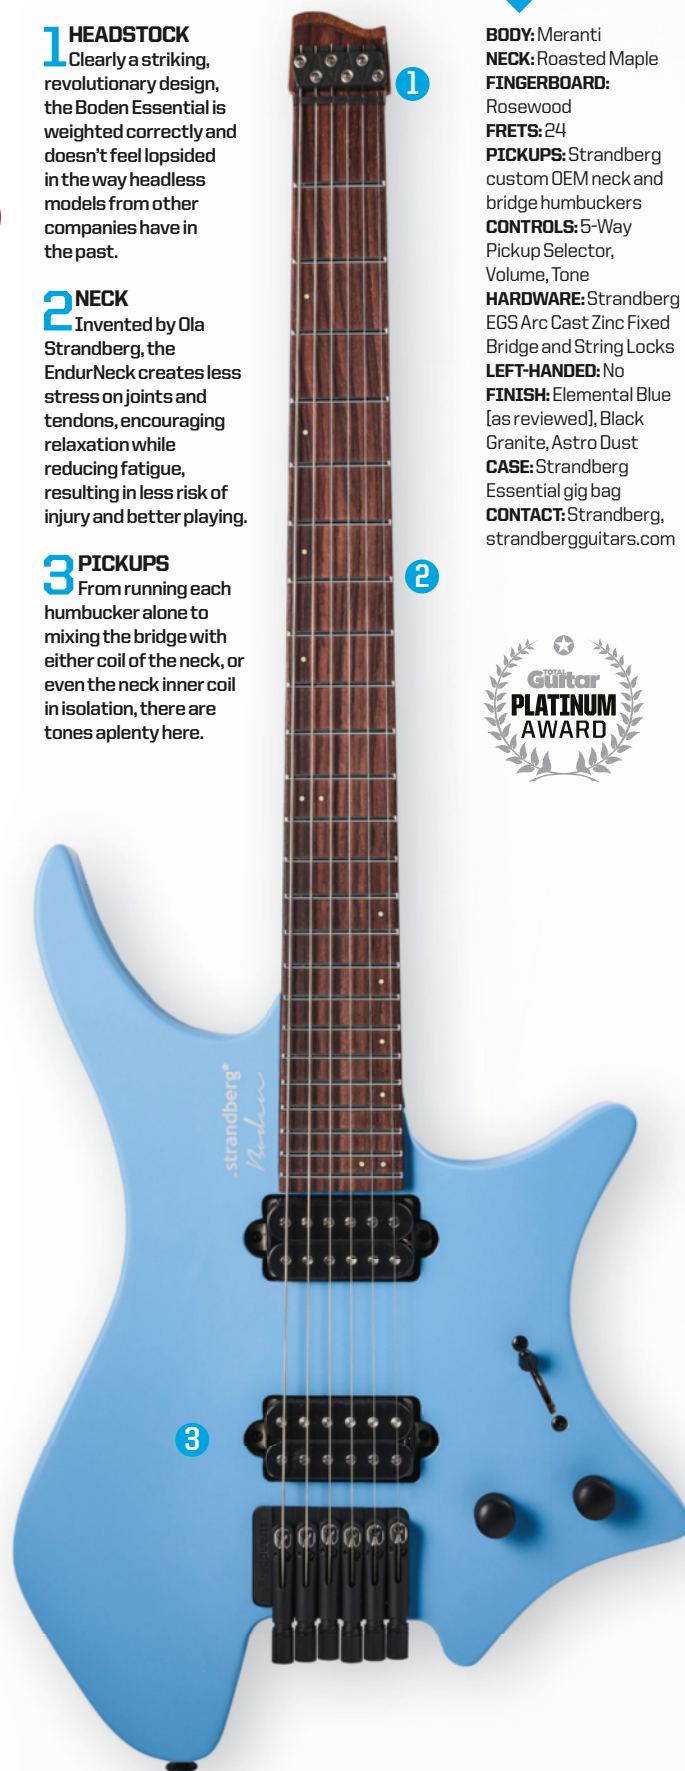 1 HEADSTOCK
Clearly a striking,
revolutionary design,
the Boden Essential is
weighted correctly and
doesn't feel lopsided
in the way headless
models from other
companies have in
the past.
2 NECK
Invented by Ola
Strandberg, the
EndurNeck creates less
stress on joints and
tendons, encouraging
relaxation while
reducing fatigue,
resulting in less risk of
injury and better playing.
3 PICKUPS
From running each
humbucker alone to
mixing the bridge with
either coil of the neck, or
even the neck inner coil
in isolation, there are
tones aplenty here.
1
2
3
BODY: Meranti
NECK: Roasted Maple
FINGERBOARD:
Rosewood
FRETS: 24
PICKUPS: Strandberg
custom OEM neck and
bridge humbuckers
CONTROLS: 5-Way
Pickup Selector,
Volume, Tone
HARDWARE: Strandberg
EGS Arc Cast Zinc Fixed
Bridge and String Locks
LEFT-HANDED: No
FINISH: Elemental Blue
[as reviewed], Black
Granite, Astro Dust
CASE: Strandberg
Essential gig bag
CONTACT: Strandberg,
strandbergguitars.com
TOTAL
Guitar
PLATINUM
AWARD
.strandberg*
Boden